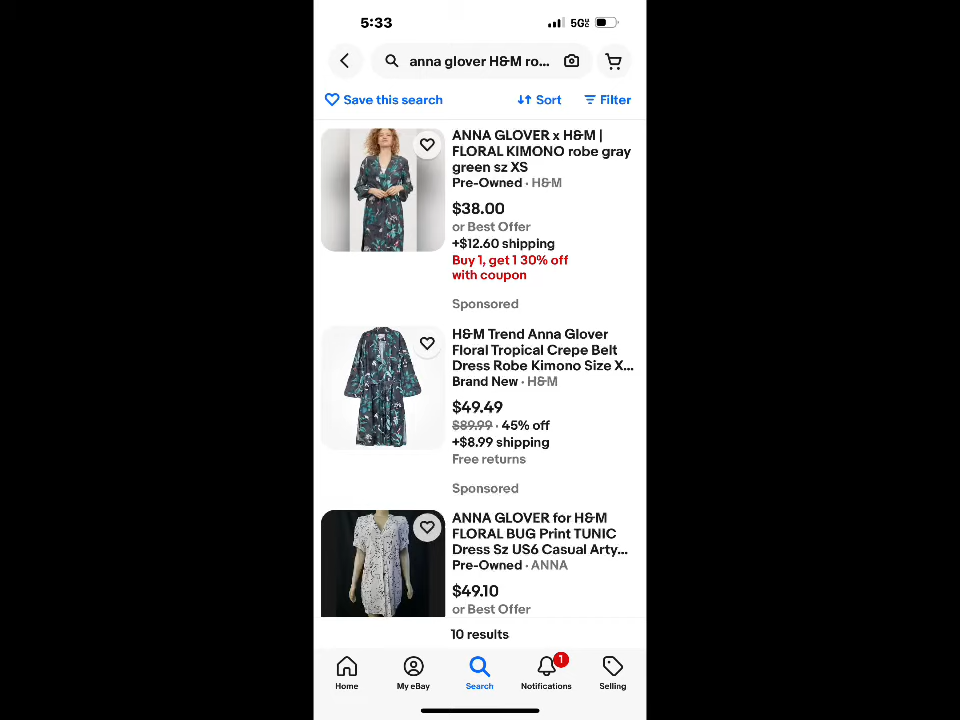 5:33
5G
anna glover H&M ro...
Save this search
Sort
Filter
ANNA GLOVER x H&M |
FLORAL KIMONO robe gray
green sz XS
Pre-Owned · H&M
$38.00
or Best Offer
+$12.60 shipping
Buy 1, get 1 30% off
with coupon
Sponsored
H&M Trend Anna Glover
Floral Tropical Crepe Belt
Dress Robe Kimono Size X...
Brand New · H&M
$49.49
$89.99 · 45% off
+$8.99 shipping
Free returns
Sponsored
ANNA GLOVER for H&M
FLORAL BUG Print TUNIC
Dress Sz US6 Casual Arty...
Pre-Owned · ANNA
$49.10
or Best Offer
10 results
1
Home
My eBay
Search
Notifications
Selling